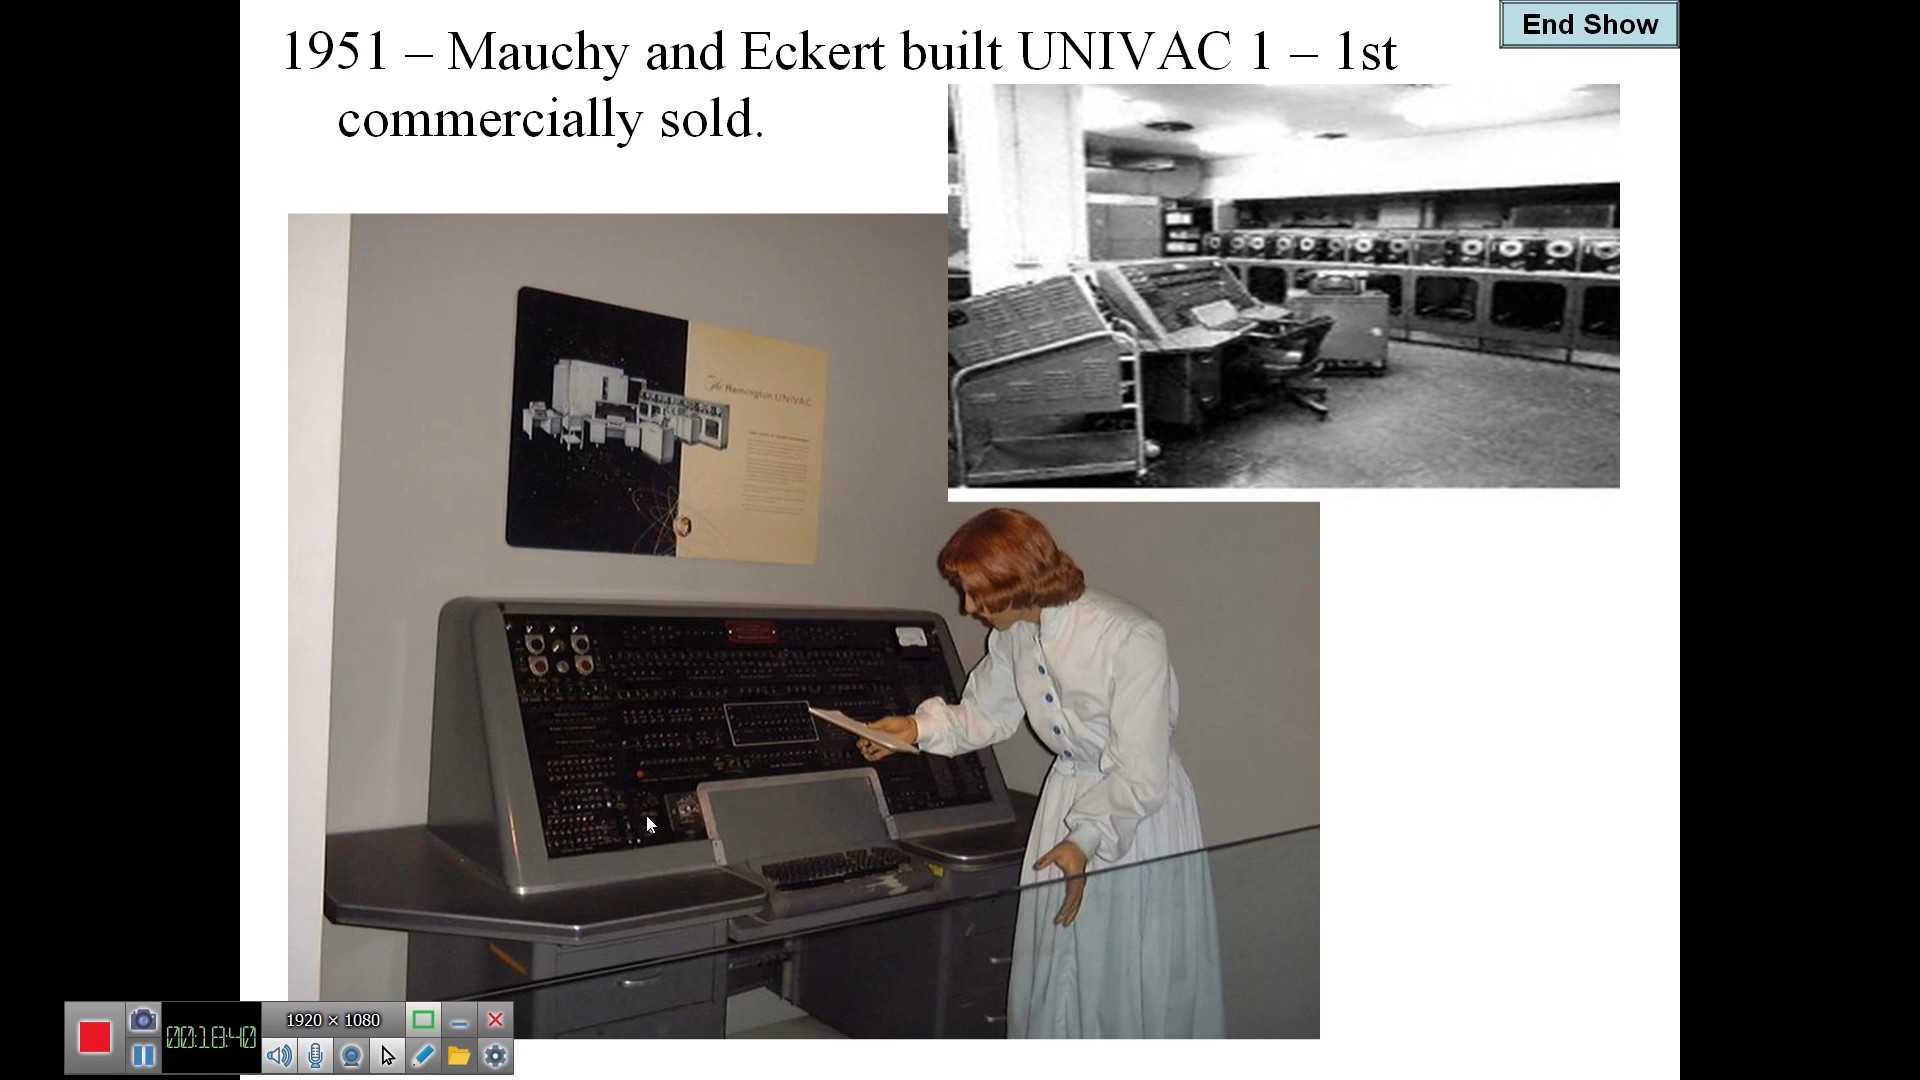 1951 – Mauchy and Eckert built UNIVAC 1 – 1st
commercially sold.
End Show
The Remington UNIVAC
00:18:40
1920 × 1080